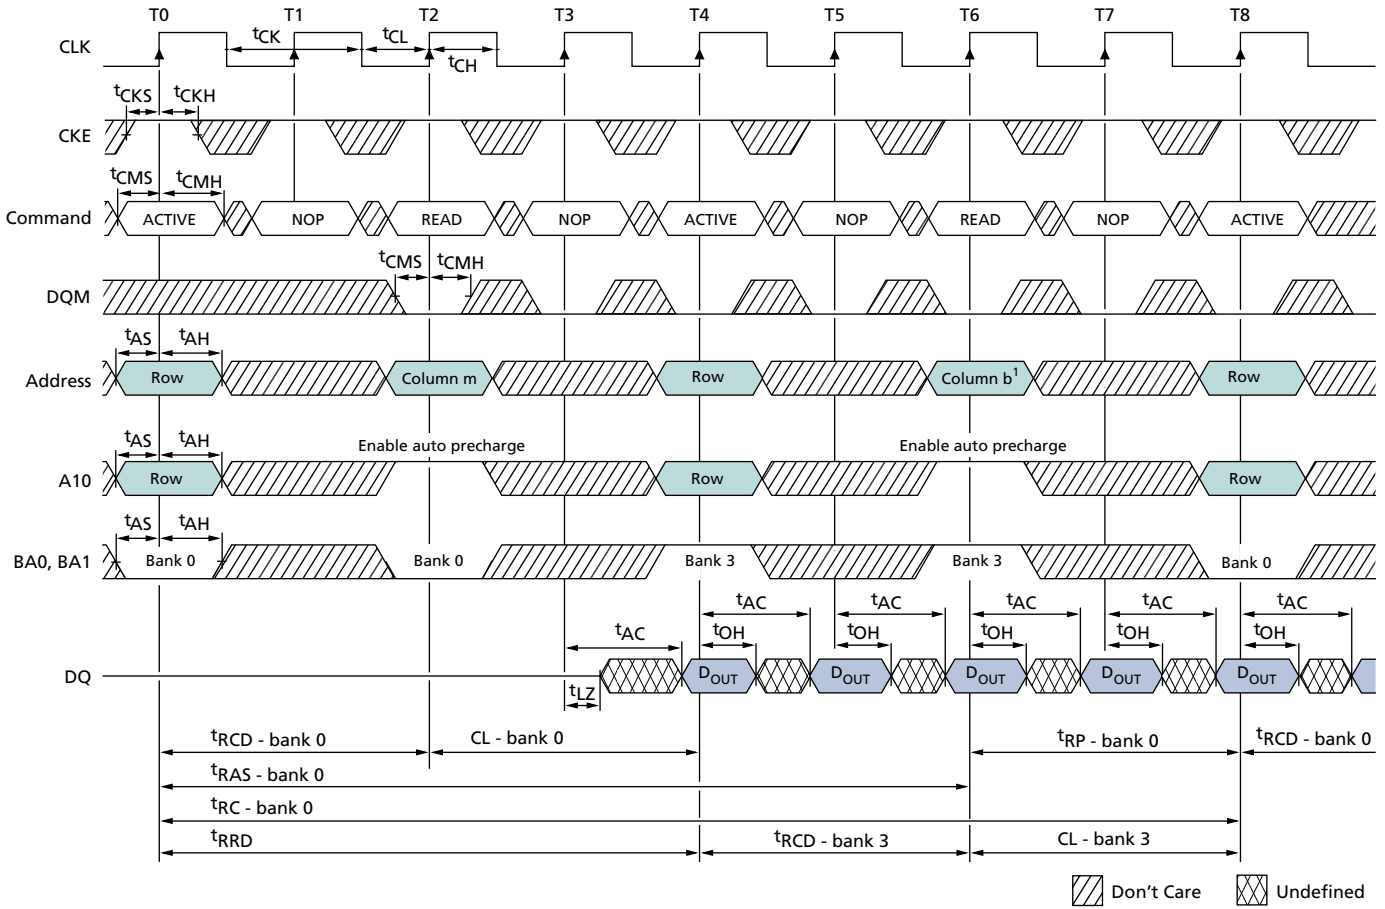 T0 T1 T2 T3 T4 T5 T6 T7 T8
CLK
tCK tCL
tCH
tCKS tCKH
CKE
tCMS tCMH
Command ACTIVE NOP READ NOP ACTIVE NOP READ NOP ACTIVE
tCMS tCMH
DQM
tAS tAH
Address Row Column m Row Column b1 Row
tAS tAH Enable auto precharge Enable auto precharge
A10 Row Row Row
tAS tAH
BA0, BA1 Bank 0 Bank 0 Bank 3 Bank 3 Bank 0
tAC tAC tAC tAC tAC
tAC tOH tOH tOH tOH tOH
DQ DOUT DOUT DOUT DOUT DOUT
tLZ
tRCD - bank 0 CL - bank 0 tRP - bank 0 tRCD - bank 0
tRAS - bank 0
tRC - bank 0
tRRD tRCD - bank 3 CL - bank 3
Don't Care Undefined